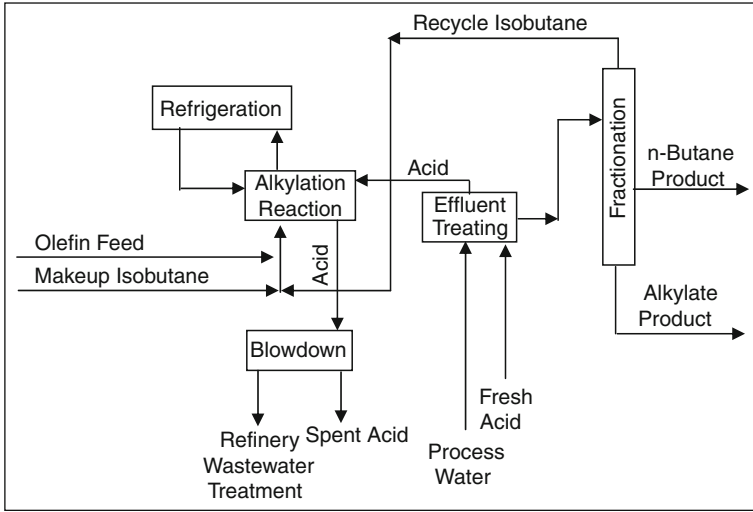 Recycle Isobutane
Refrigeration
Fractionation
n-Butane
Product
Acid
Alkylation
Reaction
Effluent
Treating
Olefin Feed
Makeup Isobutane
Acid
Alkylate
Product
Blowdown
Fresh
Acid
Refinery
Wastewater
Treatment
Spent Acid
Process
Water